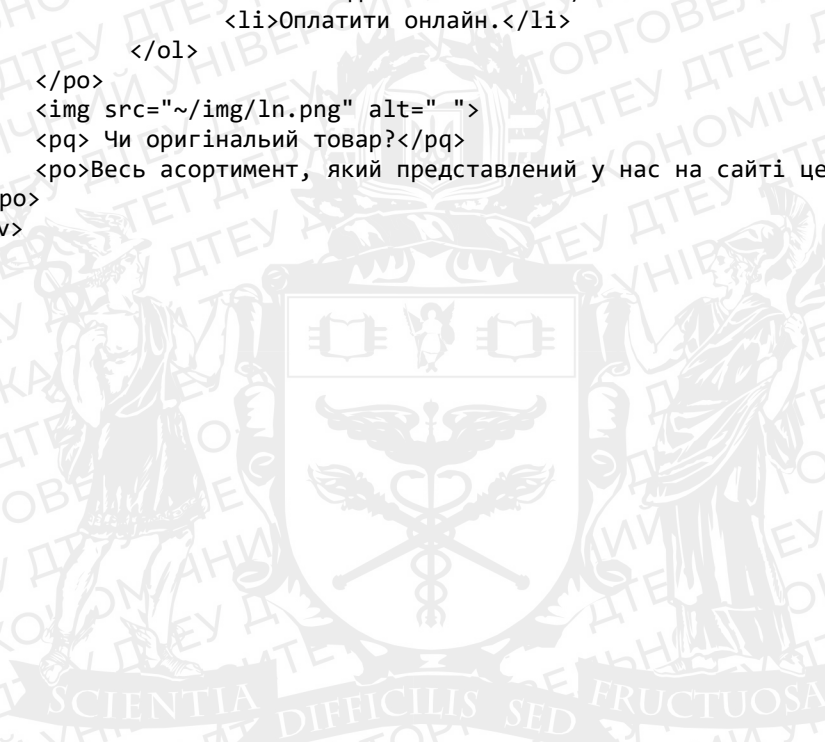 <li>Оплатити онлайн.</li>
</ol>
</po>
<img src="~/img/ln.png" alt=" ">
<pq> Чи оригінальий товар?</pq>
<po>Весь асортимент, який представлений у нас на сайті це
po>
v>
SCIENTIA DIFFICILIS SED FRUCTUOSA